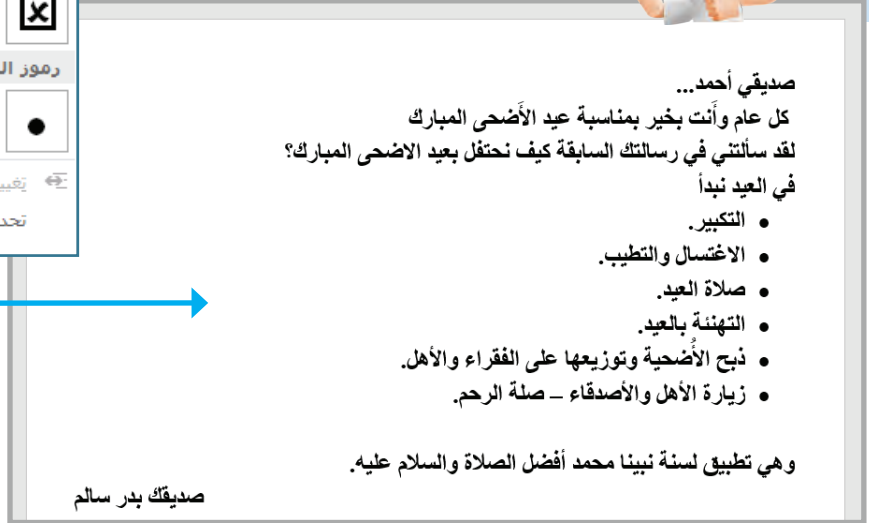 رموز
صديقي أحمد...
كل عام وأَنت بخير بمناسبة عيد الأَضحى المبارك
لقد سألتني في رسالتك السابقة كيف نحتفل بعيد الاضحى المبارك؟
في العيد نبدأ
• التكبير.
• الاغتسال والتطيب.
• صلاة العيد.
• التهنئة بالعيد.
• ذبح الأُضحية وتوزيعها على الفقراء والأهل.
• زيارة الأهل والأصدقاء – صلة الرحم.
وهي تطبيق لسنة نبينا محمد أفضل الصلاة والسلام عليه.
صديقك بدر سالم